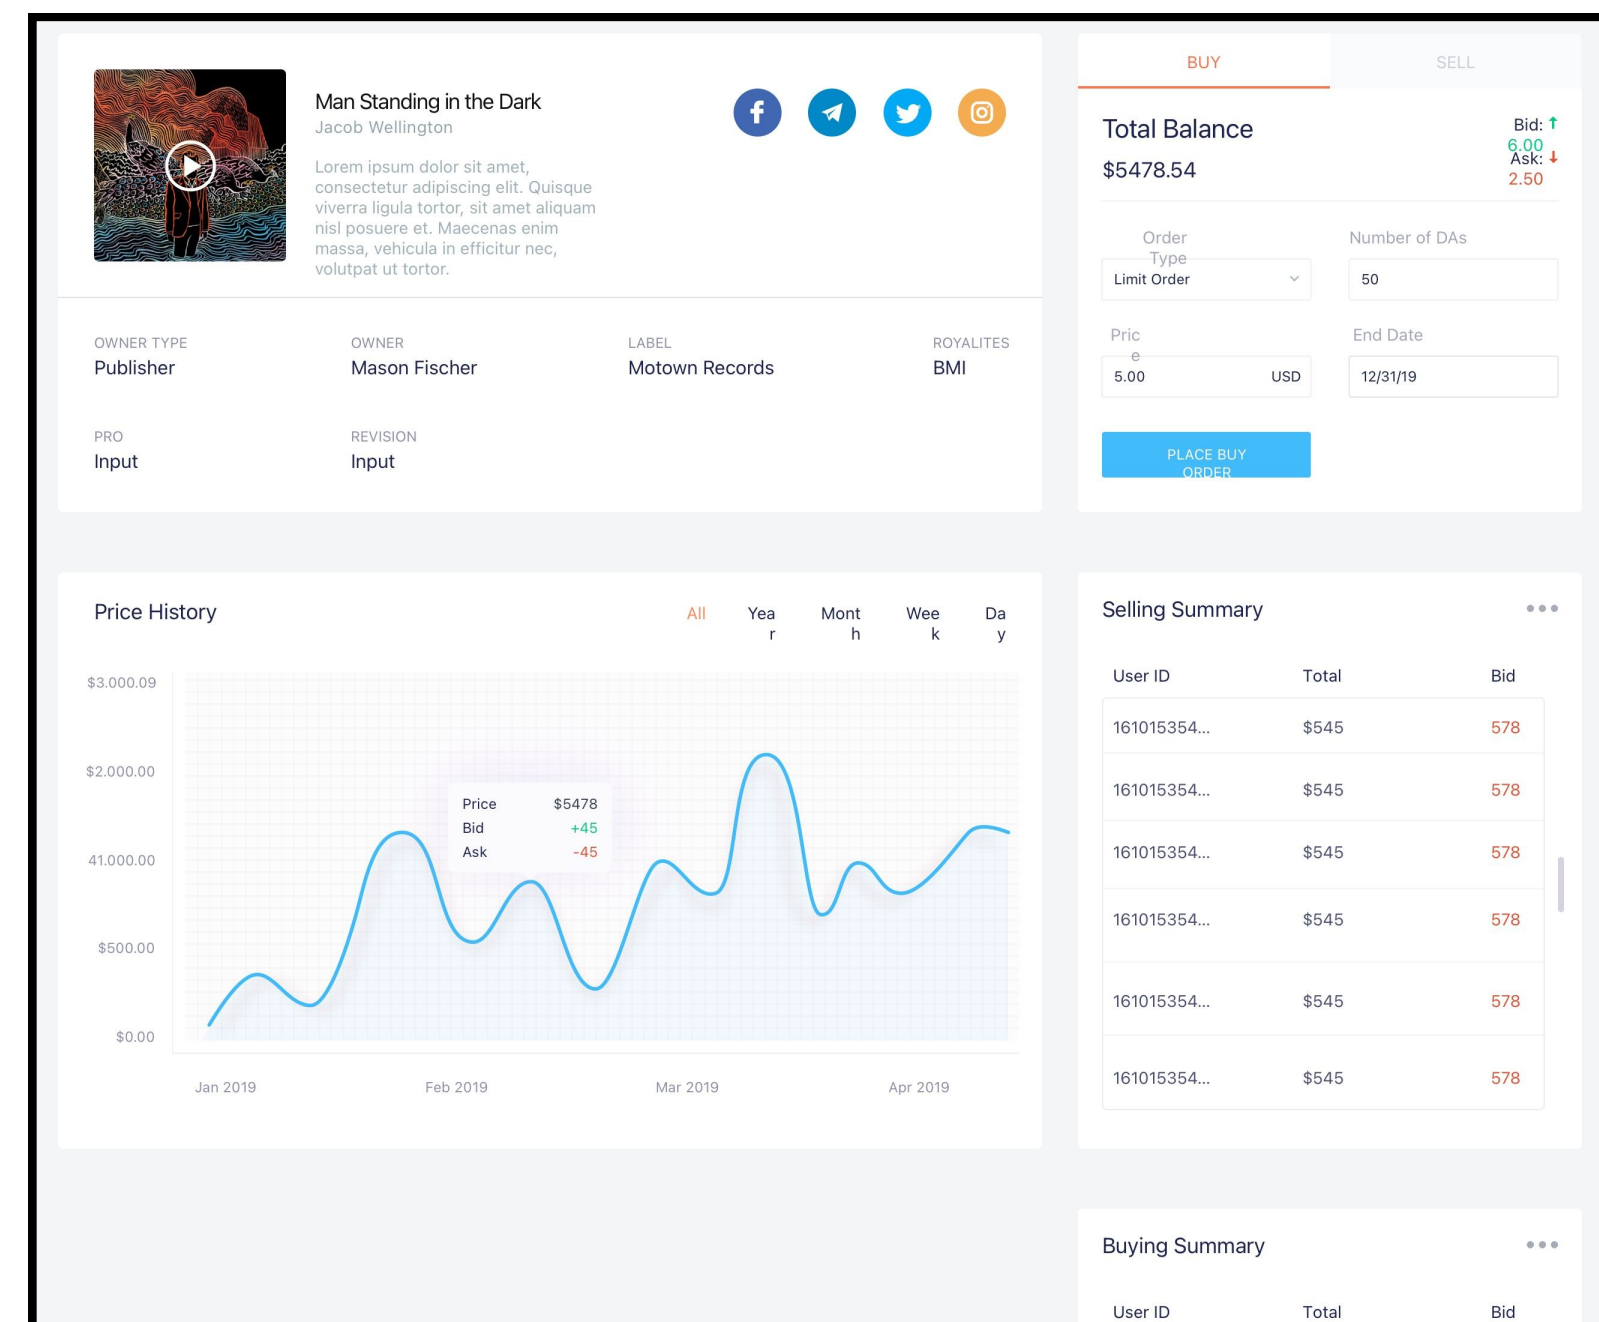 Man Standing in the Dark
Jacob Wellington
Lorem ipsum dolor sit amet,
consectetur adipiscing elit. Quisque
viverra ligula tortor, sit amet aliquam
nisl posuere et. Maecenas enim
massa, vehicula in efficitur nec,
volutpat ut tortor.
OWNER TYPE
Publisher
OWNER
Mason Fischer
LABEL
Motown Records
ROYALITES
BMI
PRO
Input
REVISION
Input
BUY
SELL
Total Balance
$5478.54
Bid:
6.00
Ask:
2.50
Order
Type
Limit Order
Number of DAs
50
Pric
e
5.00 USD
End Date
12/31/19
PLACE BUY
ORDER
Price History
All
Yea
r
Mont
h
Wee
k
Da
y
$3.000.09
$2.000.00
41.000.00
$500.00
$0.00
Price $5478
Bid +45
Ask -45
Jan 2019 Feb 2019 Mar 2019 Apr 2019
Selling Summary
User ID Total Bid
161015354... $545 578
161015354... $545 578
161015354... $545 578
161015354... $545 578
161015354... $545 578
161015354... $545 578
Buying Summary
User ID Total Bid